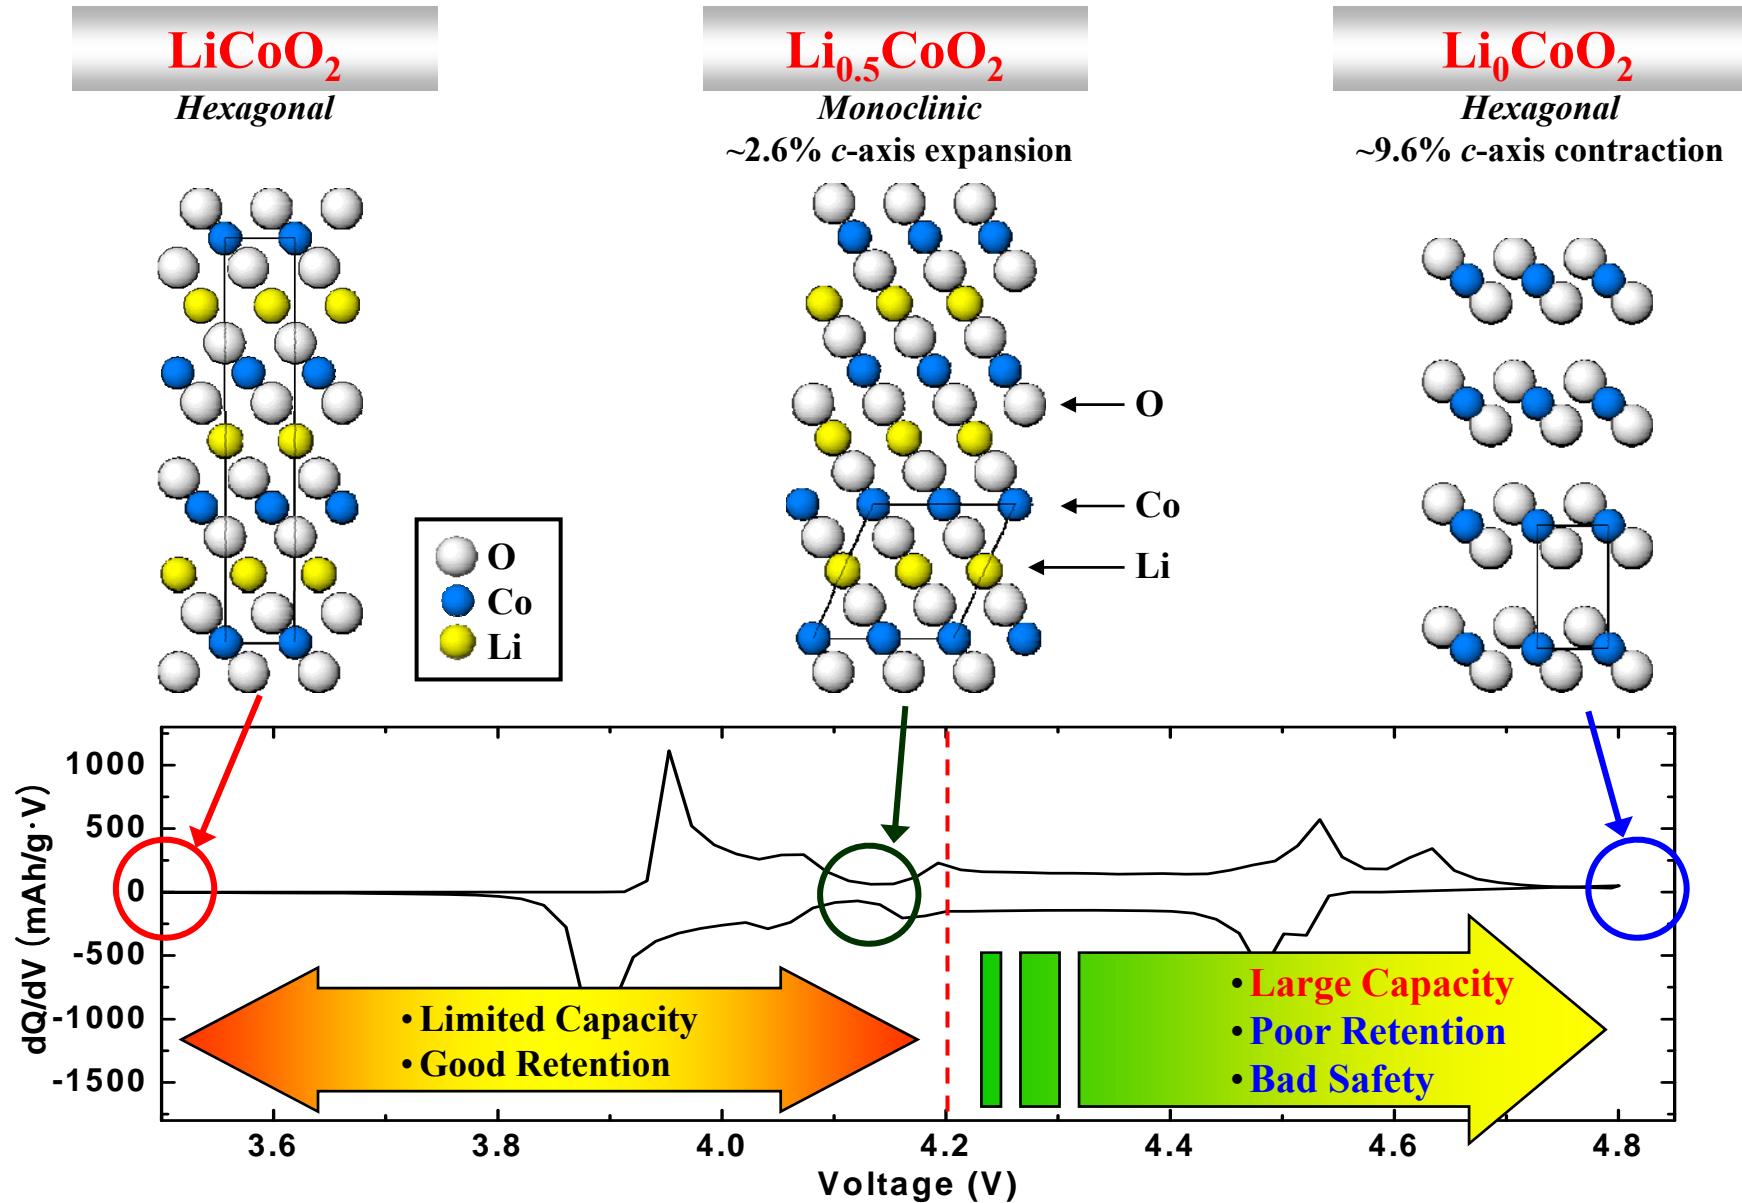 LiCoO₂
Hexagonal
Li₀.₅CoO₂
Monoclinic
~2.6% c-axis expansion
Li₀CoO₂
Hexagonal
~9.6% c-axis contraction
O
Co
Li
O
Co
Li
1000
500
0
-500
-1000
-1500
dQ/dV (mAh/g·V)
• Limited Capacity
• Good Retention
• Large Capacity
• Poor Retention
• Bad Safety
3.6 3.8 4.0 4.2 4.4 4.6 4.8
Voltage (V)